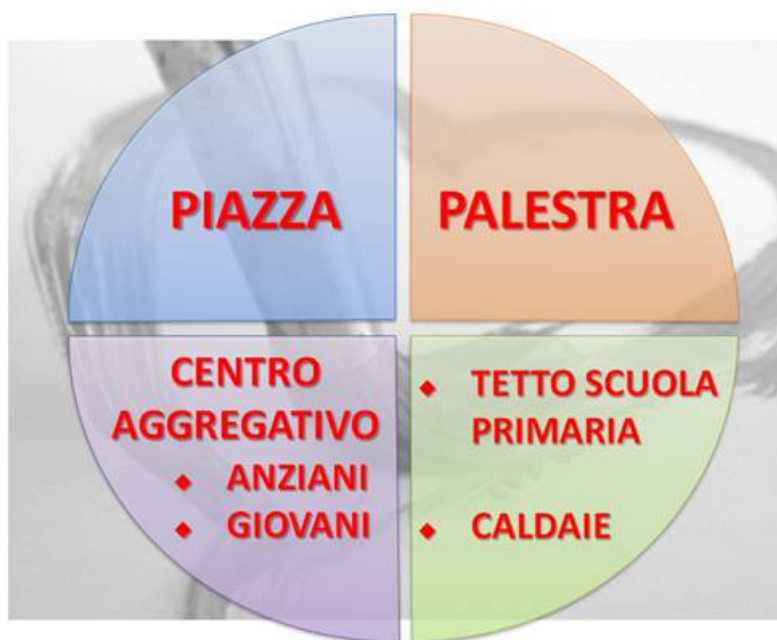 PIAZZA
PALESTRA
CENTRO
AGGREGATIVO
◆ ANZIANI
◆ GIOVANI
◆ TETTO SCUOLA
PRIMARIA
◆ CALDAIE